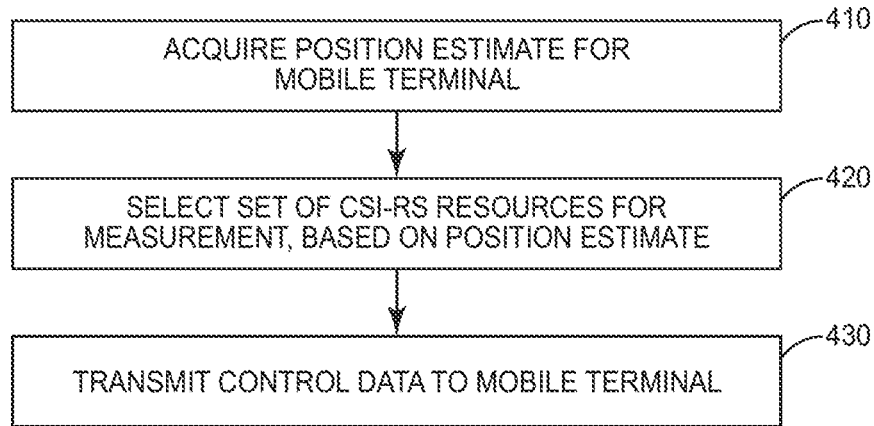 410
ACQUIRE POSITION ESTIMATE FOR
MOBILE TERMINAL
420
SELECT SET OF CSI-RS RESOURCES FOR
MEASUREMENT, BASED ON POSITION ESTIMATE
430
TRANSMIT CONTROL DATA TO MOBILE TERMINAL